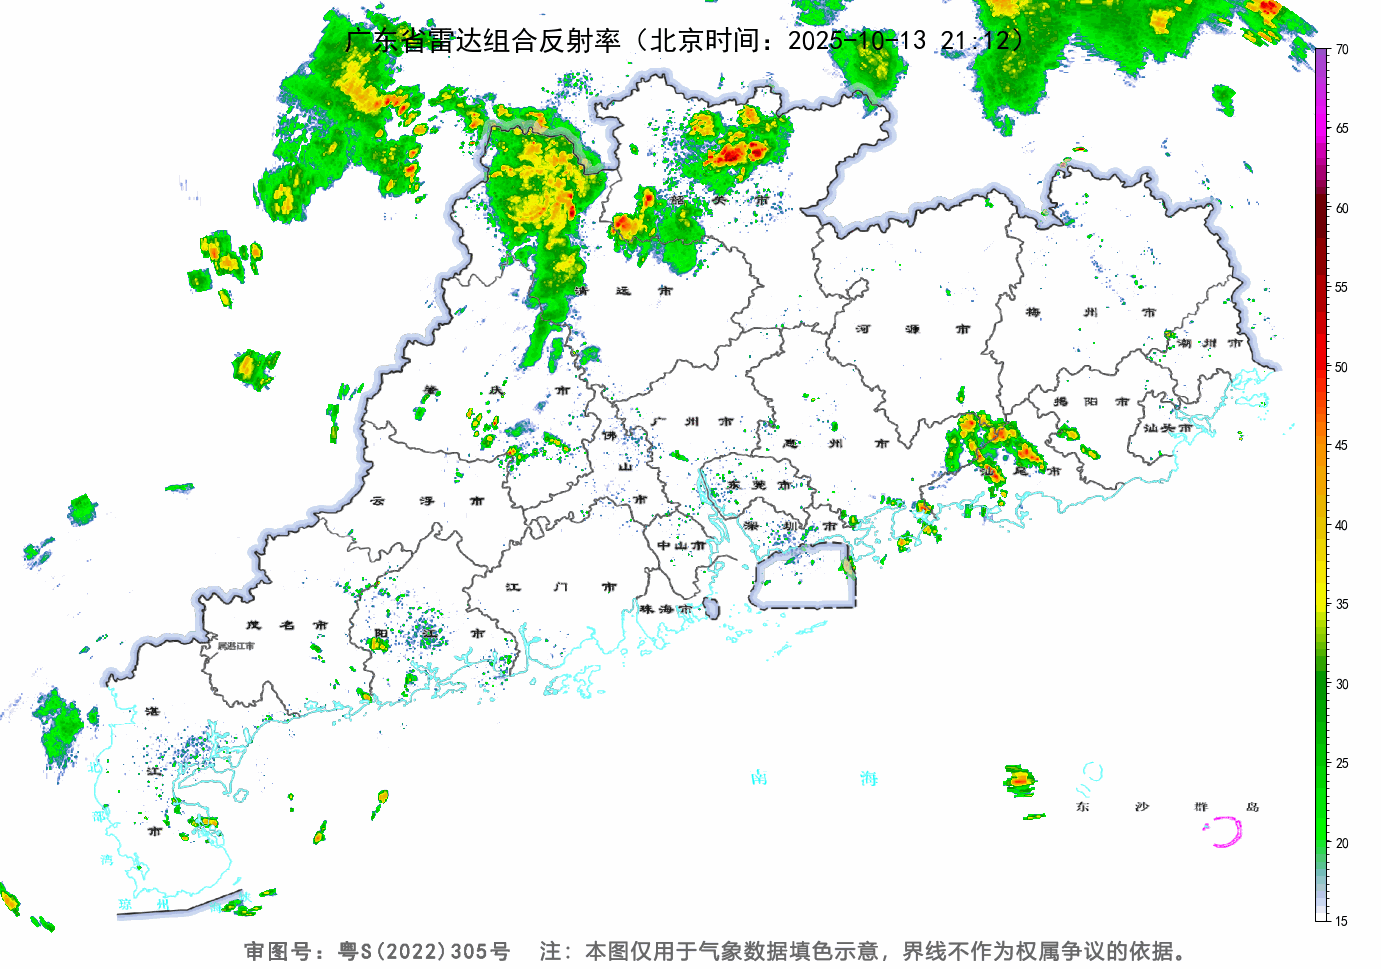 广东省雷达组合反射率（北京时间：2025-10-13 21:12）
70
65
60
55
50
45
40
35
30
25
20
15
韶关市
清远市
河源市
梅州市
潮州市
肇庆市
广州市
佛山市
惠州市
揭阳市
汕头市
汕尾市
云浮市
东莞市
深圳市
中山市
江门市
珠海市
茂名市
阳江市
属湛江市
湛江市
南海
东沙群岛
北部湾
琼州海峡
审图号：粤S(2022)305号 注：本图仅用于气象数据填色示意，界线不作为权属争议的依据。